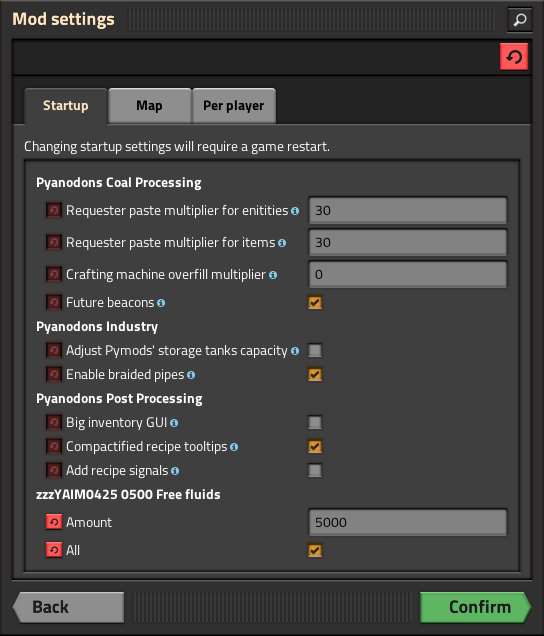 Mod settings
Startup
Map
Per player
Changing startup settings will require a game restart.
Pyanodons Coal Processing
Requester paste multiplier for enitities
30
Requester paste multiplier for items
30
Crafting machine overfill multiplier
0
Future beacons
Pyanodons Industry
Adjust Pymods' storage tanks capacity
Enable braided pipes
Pyanodons Post Processing
Big inventory GUI
Compactified recipe tooltips
Add recipe signals
zzzYAIM0425 0500 Free fluids
Amount
5000
All
Back
Confirm